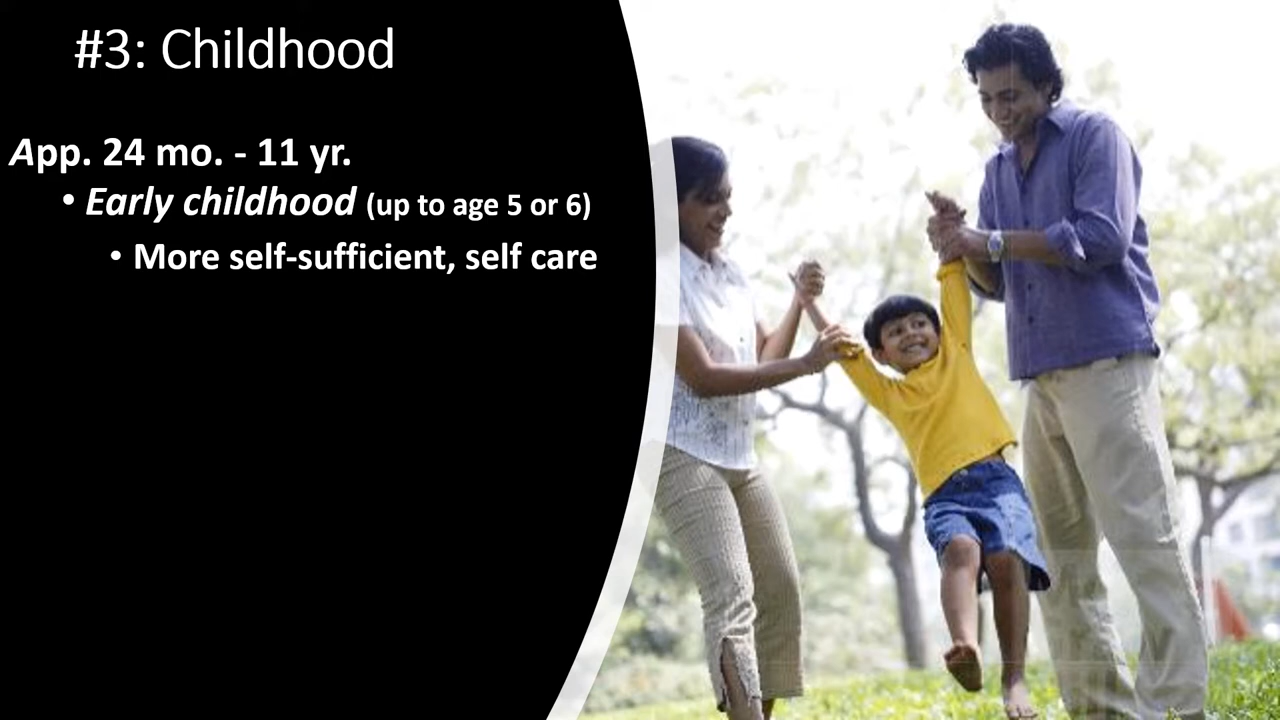 #3: Childhood
App. 24 mo. - 11 yr.
• Early childhood (up to age 5 or 6)
• More self-sufficient, self care